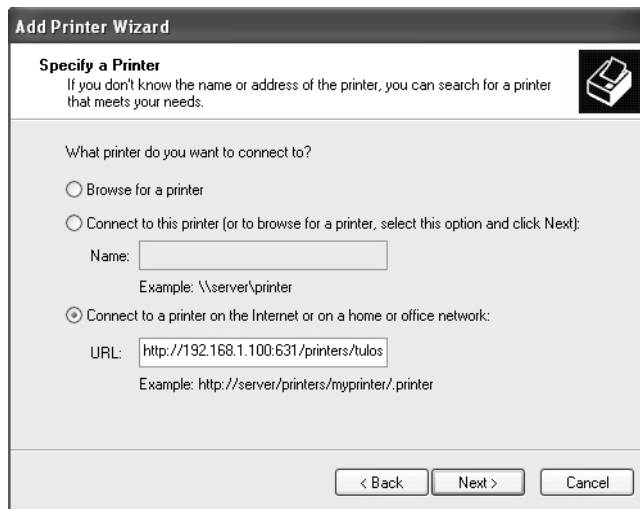 Add Printer Wizard
Specify a Printer
If you don't know the name or address of the printer, you can search for a printer
that meets your needs.
What printer do you want to connect to?
Browse for a printer
Connect to this printer (or to browse for a printer, select this option and click Next):
Name:
Example: \\server\printer
Connect to a printer on the Internet or on a home or office network:
URL: http://192.168.1.100:631/printers/tulos
Example: http://server/printers/myprinter/.printer
< Back Next > Cancel